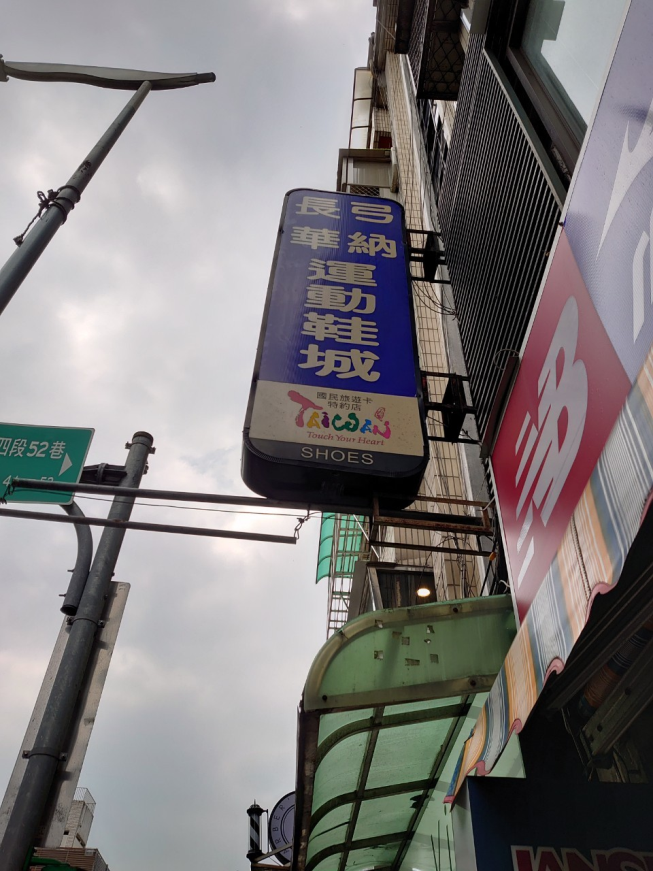 長 弓
華 納
運
動
鞋
城
國民旅遊卡
特約店
TAIWAN
Touch Your Heart
SHOES
四段52巷